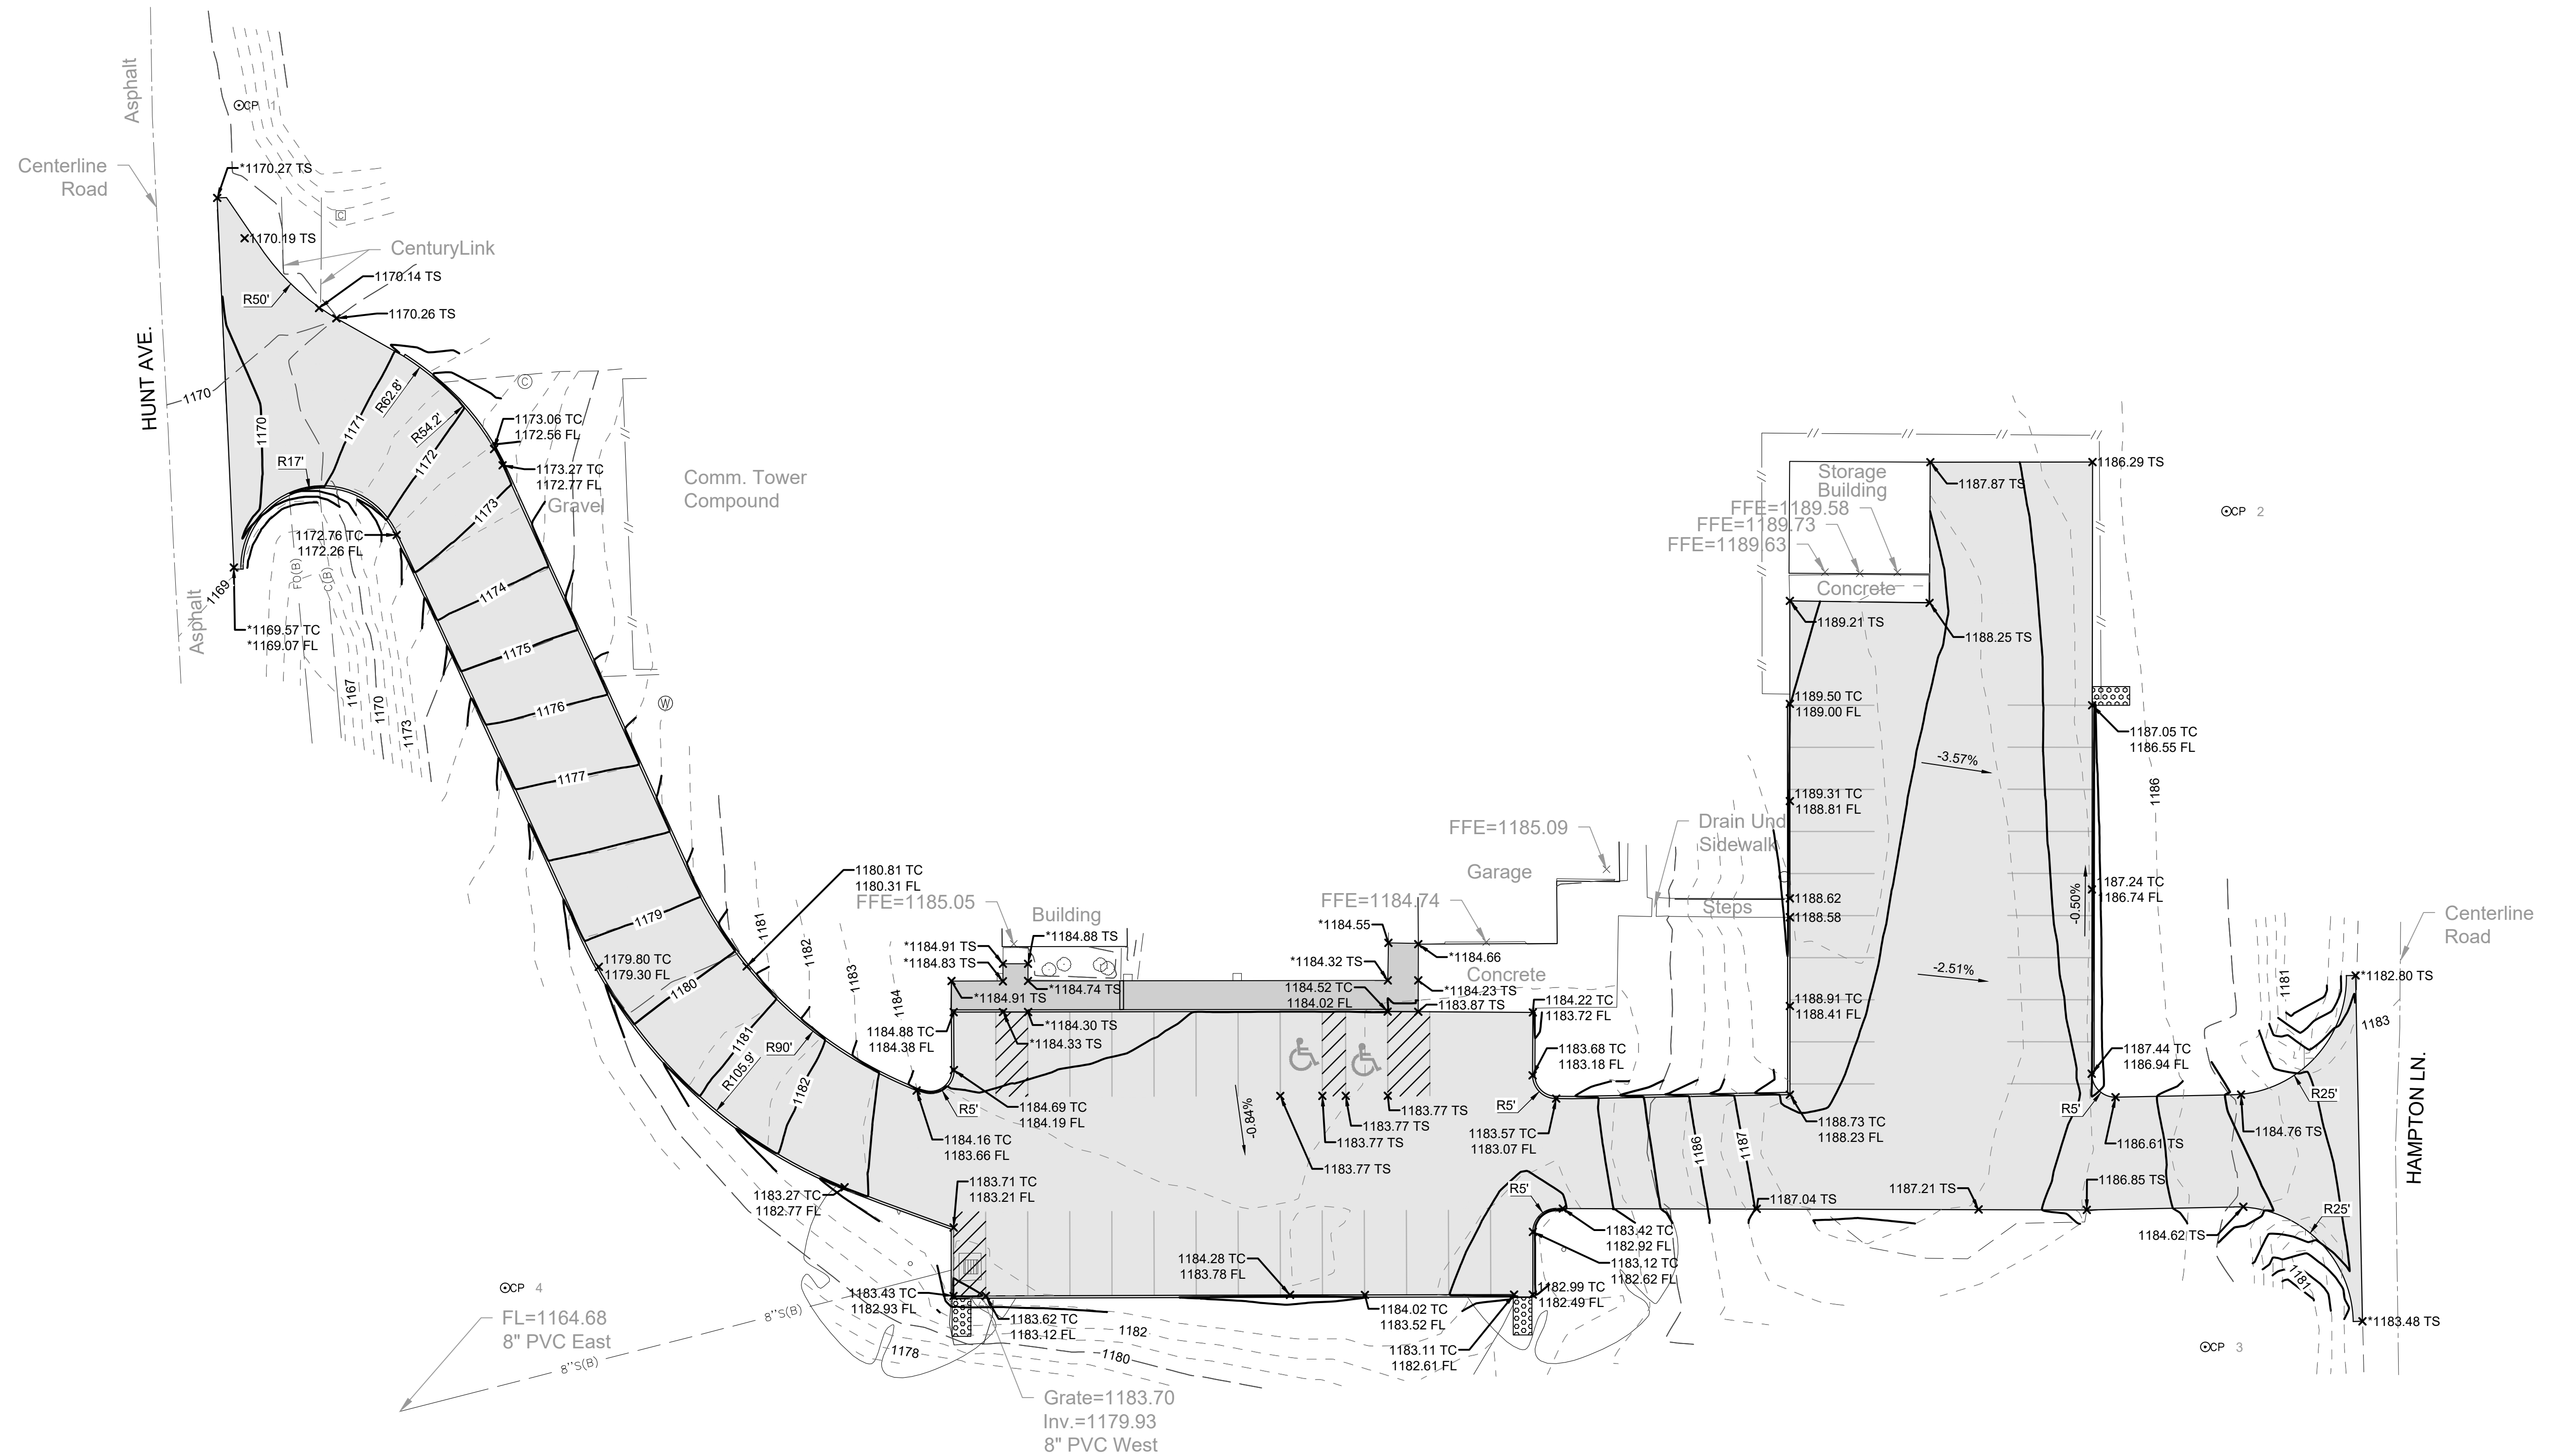 Asphalt
CP 1
Centerline
Road
*1170.27 TS
C
1170.19 TS
CenturyLink
1170.14 TS
R50'
1170.26 TS
HUNT AVE.
1170
1170
1171
R62.8'
R54.2'
1172
C
1173.06 TC
1172.56 FL
R17'
1173.27 TC
1172.77 FL
Gravel
1173
Comm. Tower
Compound
1172.76 TC
1172.26 FL
FO(B)
C(B)
1169
Asphalt
*1169.57 TC
*1169.07 FL
1167
1170
1173
1174
1175
1176
W
1177
1179
1179.80 TC
1179.30 FL
1180
1181
R90'
R105.9'
1182
1180.81 TC
1180.31 FL
FFE=1185.05
Building
1181
1182
1183
1184
*1184.91 TS
*1184.83 TS
*1184.88 TS
*1184.91 TS
*1184.74 TS
1184.88 TC
1184.38 FL
*1184.30 TS
*1184.33 TS
R5'
1184.69 TC
1184.19 FL
1184.16 TC
1183.66 FL
1183.71 TC
1183.21 FL
1183.27 TC
1182.77 FL
-0.84%
1183.43 TC
1182.93 FL
1183.62 TC
1183.12 FL
CP 4
FL=1164.68
8" PVC East
8"S(B)
8"S(B)
1178
1180
1182
Grate=1183.70
Inv.=1179.93
8" PVC West
1184.28 TC
1183.78 FL
1184.02 TC
1183.52 FL
1183.11 TC
1182.61 FL
1182.99 TC
1182.49 FL
1183.12 TC
1182.62 FL
1183.42 TC
1182.92 FL
R5'
1183.77 TS
1183.77 TS
1183.77 TS
1183.77 TS
FFE=1185.09
Garage
FFE=1184.74
*1184.55
*1184.66
*1184.32 TS
Concrete
*1184.23 TS
1184.52 TC
1184.02 FL
1183.87 TS
1184.22 TC
1183.72 FL
1183.68 TC
1183.18 FL
R5'
1183.57 TC
1183.07 FL
Drain Und
Sidewalk
Steps
1188.62
1188.58
Storage
Building
FFE=1189.58
FFE=1189.73
FFE=1189.63
Concrete
1187.87 TS
1186.29 TS
1189.21 TS
1188.25 TS
1189.50 TC
1189.00 FL
1189.31 TC
1188.81 FL
1188.91 TC
1188.41 FL
1188.73 TC
1188.23 FL
-3.57%
-2.51%
-0.50%
1187.05 TC
1186.55 FL
1187.24 TC
1186.74 FL
1187.44 TC
1186.94 FL
1186
CP 2
1186
1187
1187.04 TS
1187.21 TS
1186.85 TS
R5'
1186.61 TS
1184.76 TS
1184.62 TS
R25'
R25'
1181
1181
1183
*1182.80 TS
*1183.48 TS
Centerline
Road
HAMPTON LN.
CP 3